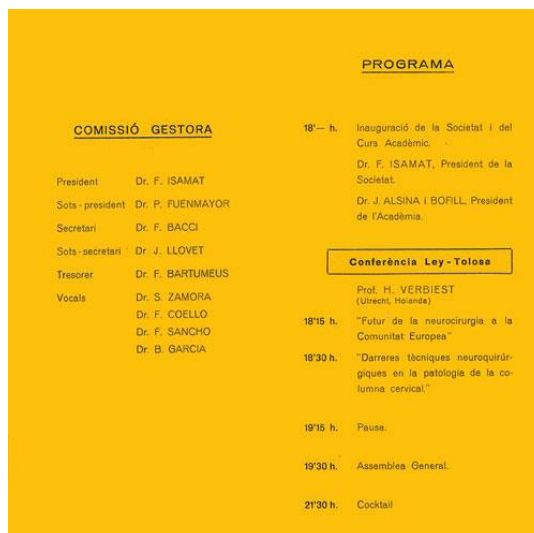 COMISSIÓ GESTORA
President Dr. F. ISAMAT
Sots-president Dr. P. FUENMAYOR
Secretari Dr. F. BACCI
Sots-secretari Dr J. LLOVET
Tresorer Dr. F. BARTUMEUS
Vocals Dr. S. ZAMORA
Dr. F. COELLO
Dr. F. SANCHO
Dr. B. GARCIA
PROGRAMA
18'— h. Inauguració de la Societat i del
Curs Acadèmic.
Dr. F. ISAMAT, President de la
Societat.
Dr. J. ALSINA i BOFILL, President
de l'Acadèmia.
Conferència Ley-Tolosa
Prof. H. VERBIEST
(Utrecht, Holanda)
18'15 h. "Futur de la neurocirurgia a la
Comunitat Europea"
18'30 h. "Darreres tècniques neuroquirúr-
giques en la patologia de la co-
lumna cervical."
19'15 h. Pausa.
19'30 h. Assemblea General.
21'30 h. Cocktail